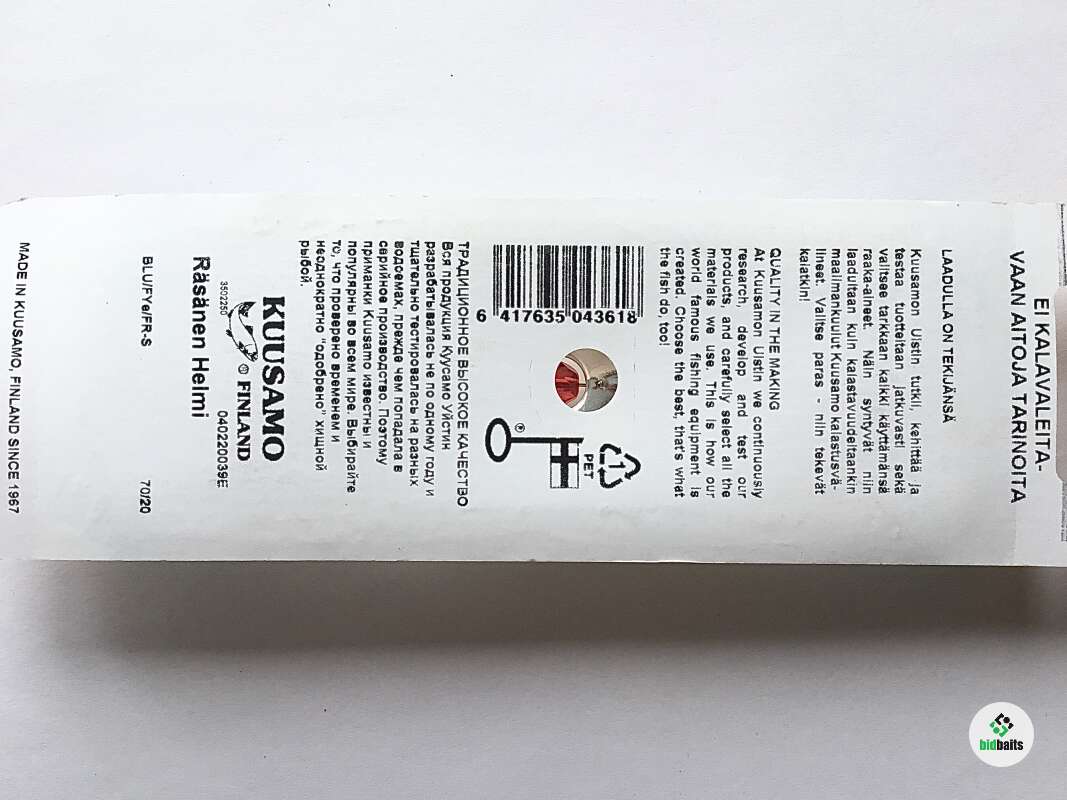 EI KALAVALEITA-
VAAN AITOJA TARINOITA
LAADULLA ON TEKIJÄNSÄ
Kuusamon Uistin tutkii, kehittää ja
testaa tuotteitaan jatkuvasti sekä
valitsee tarkkaan kaikki käyttämänsä
raaka-aineet. Näin syntyvät niin
laadultaan kuin kalastavuudeltaankin
maailmankuulut Kuusamo kalastusvä-
lineet. Valitse paras - niin tekevät
kalatkin!
QUALITY IN THE MAKING
At Kuusamon Uistin we continuously
research, develop and test our
products, and carefully select all the
materials we use. This is how our
world famous fishing equipment is
created. Choose the best, that's what
the fish do, too!
1
PET
6 417635 043618
®
ТРАДИЦИОННОЕ ВЫСОКОЕ КАЧЕСТВО
Вся продукция Куусамо Уйстин
разрабатывалась не по одному году и
тщательно тестировалась на разных
водоемах, прежде чем попадала в
серийное производство. Поэтому
приманки Kuusamo известны и
популярны во всем мире. Выбирайте
то, что проверено временем и
неоднократно "одобрено" хищной
рыбой.
KUUSAMO
® FINLAND
3502250 040220039E
Räsänen Helmi
BLU/FYe/FR-S 70/20
MADE IN KUUSAMO, FINLAND SINCE 1967
bidbaits